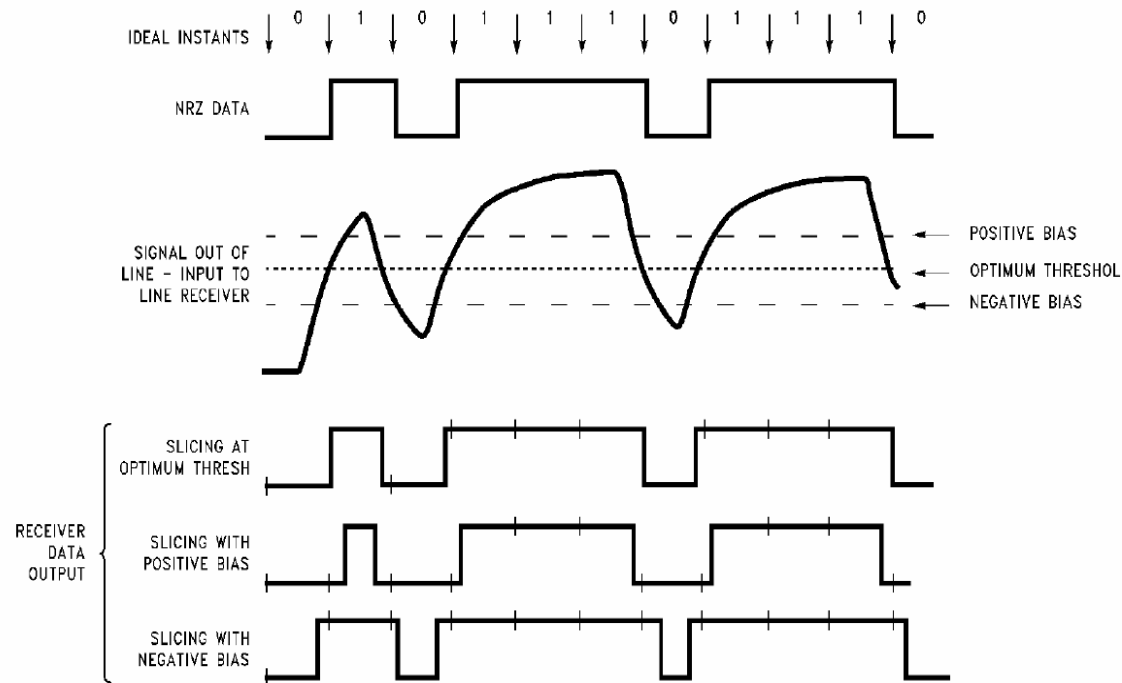 0 1 0 1 1 1 0 1 1 1 0
IDEAL INSTANTS
NRZ DATA
SIGNAL OUT OF
LINE – INPUT TO
LINE RECEIVER
POSITIVE BIAS
OPTIMUM THRESHOL
NEGATIVE BIAS
RECEIVER
DATA
OUTPUT
SLICING AT
OPTIMUM THRESH
SLICING WITH
POSITIVE BIAS
SLICING WITH
NEGATIVE BIAS